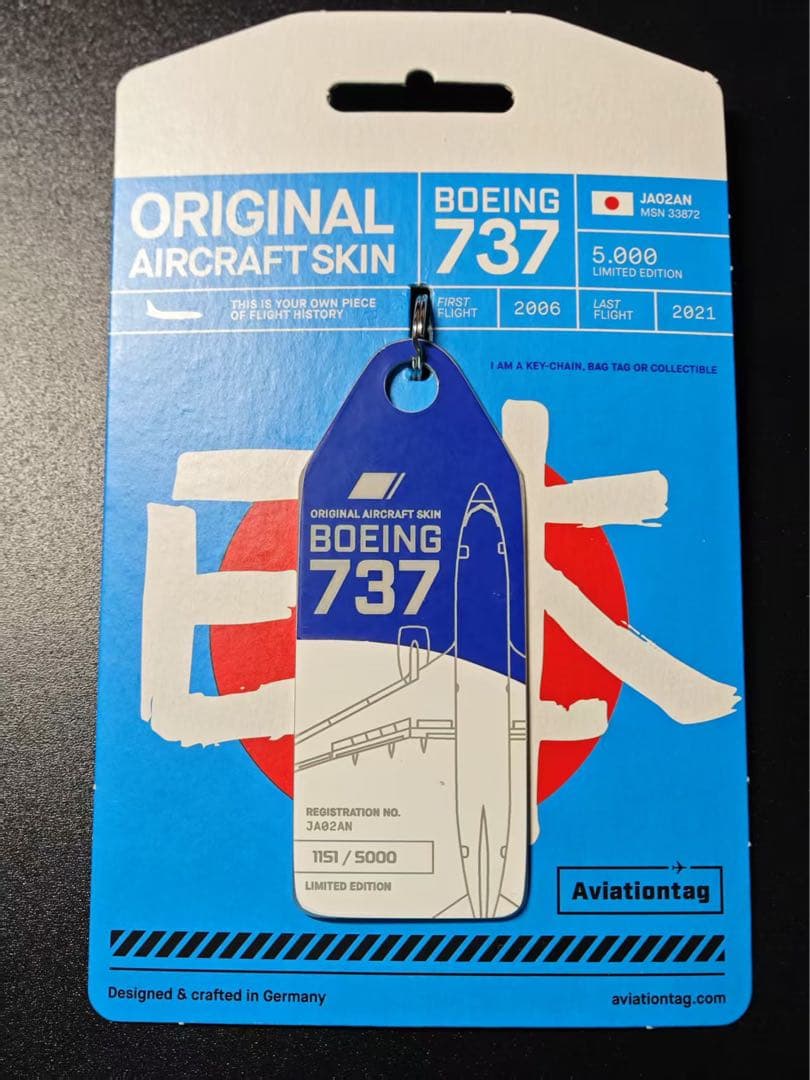 ORIGINAL
AIRCRAFT SKIN
BOEING
737
JA02AN
MSN 33872
5.000
LIMITED EDITION
THIS IS YOUR OWN PIECE
OF FLIGHT HISTORY
FIRST
FLIGHT
2006
LAST
FLIGHT
2021
I AM A KEY-CHAIN, BAG TAG OR COLLECTIBLE
日本
ORIGINAL AIRCRAFT SKIN
BOEING
737
REGISTRATION NO.
JA02AN
1151 / 5000
LIMITED EDITION
Aviationtag
Designed & crafted in Germany
aviationtag.com